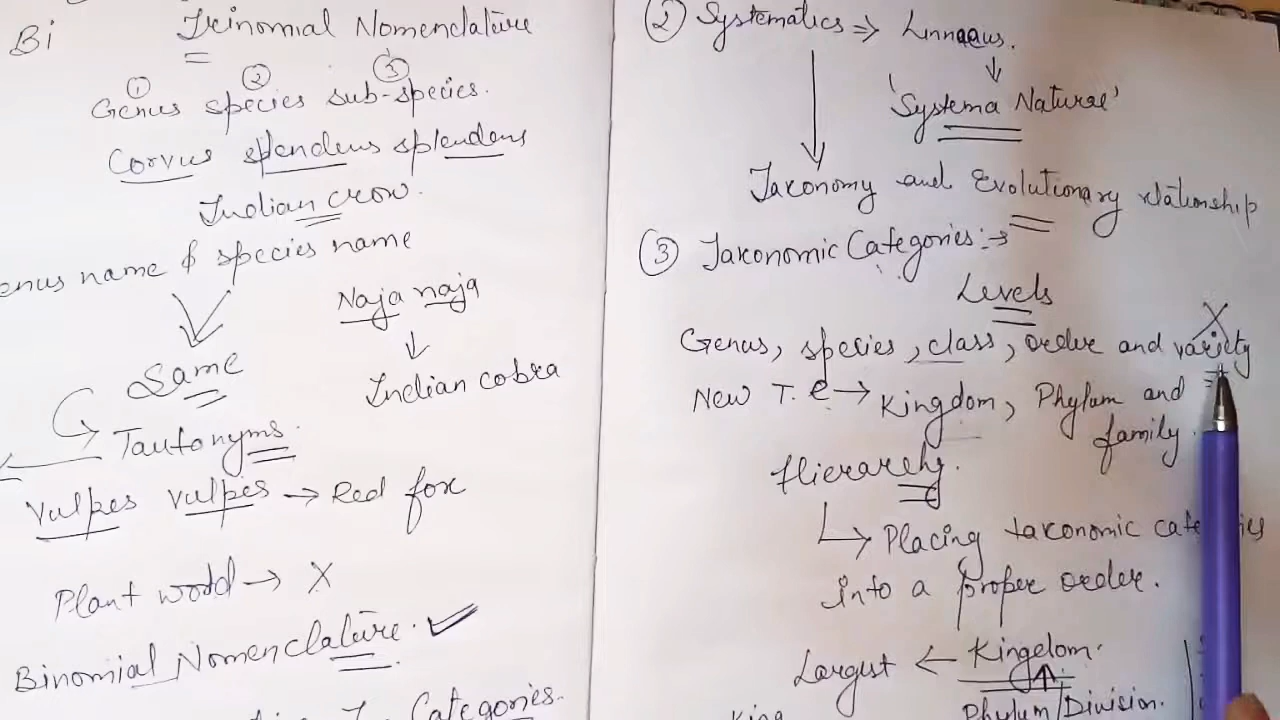 Bi Trinomial Nomenclature
① ② ③
Genus species sub-species.
Corvus splendens splendens
Indian crow.
enus name & species name
Same
Naja naja
Indian cobra
Tautonyms.
Vulpes vulpes → Red fox
Plant world → X
Binomial Nomenclature. ✓
Categories.
② Systematics ⇒ Linnaeus.
'Systema Naturae'
Taxonomy and Evolutionary relationship
③ Taxonomic Categories:→
Levels
Genus, species, class, order and variety
X
New T. C → Kingdom, Phylum and
family.
Hierarchy.
↳ Placing taxonomic categories
into a proper order.
Largest ← Kingdom.
↑
King Phylum/Division.